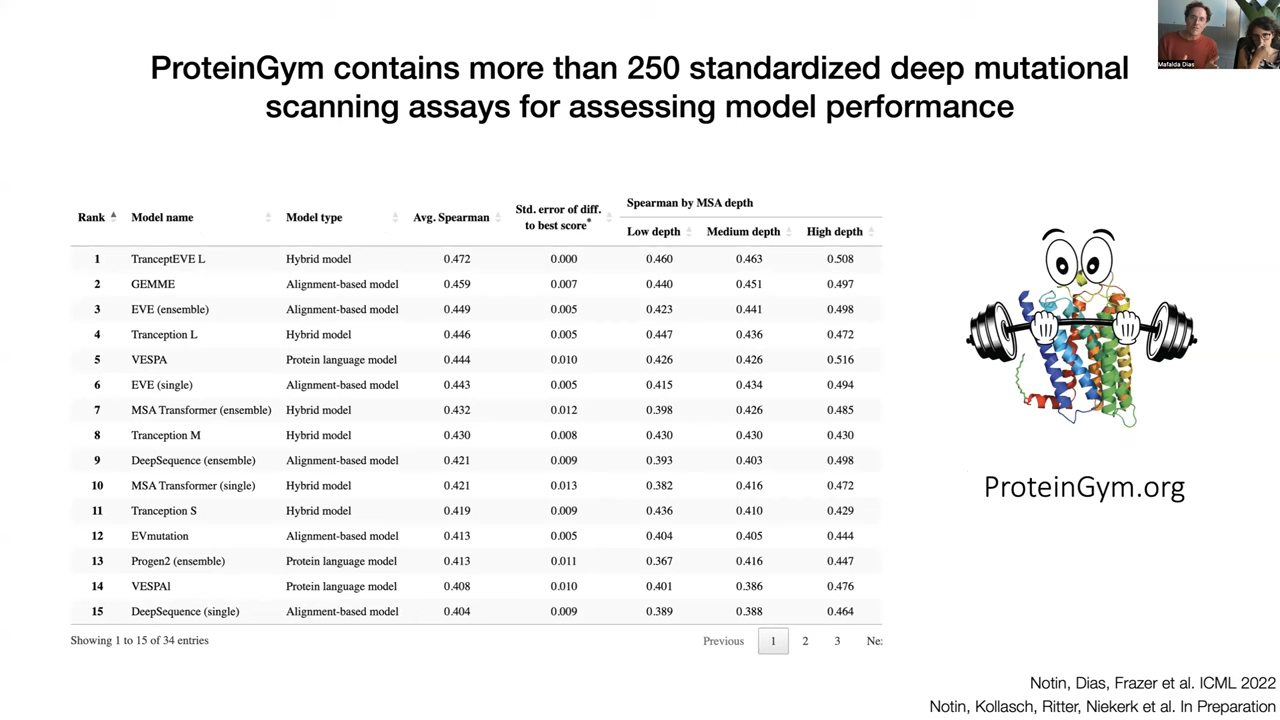 Mafalda Dias
ProteinGym contains more than 250 standardized deep mutational
scanning assays for assessing model performance
Rank Model name Model type Avg. Spearman Std. error of diff. to best score* Spearman by MSA depth
Low depth Medium depth High depth
1 TranceptEVE L Hybrid model 0.472 0.000 0.460 0.463 0.508
2 GEMME Alignment-based model 0.459 0.007 0.440 0.451 0.497
3 EVE (ensemble) Alignment-based model 0.449 0.005 0.423 0.441 0.498
4 Tranception L Hybrid model 0.446 0.005 0.447 0.436 0.472
5 VESPA Protein language model 0.444 0.010 0.426 0.426 0.516
6 EVE (single) Alignment-based model 0.443 0.005 0.415 0.434 0.494
7 MSA Transformer (ensemble) Hybrid model 0.432 0.012 0.398 0.426 0.485
8 Tranception M Hybrid model 0.430 0.008 0.430 0.430 0.430
9 DeepSequence (ensemble) Alignment-based model 0.421 0.009 0.393 0.403 0.498
10 MSA Transformer (single) Hybrid model 0.421 0.013 0.382 0.416 0.472
11 Tranception S Hybrid model 0.419 0.009 0.436 0.410 0.429
12 EVmutation Alignment-based model 0.413 0.005 0.404 0.405 0.444
13 Progen2 (ensemble) Protein language model 0.413 0.011 0.367 0.416 0.447
14 VESPAl Protein language model 0.408 0.010 0.401 0.386 0.476
15 DeepSequence (single) Alignment-based model 0.404 0.009 0.389 0.388 0.464
Showing 1 to 15 of 34 entries
Previous 1 2 3 Ne
ProteinGym.org
Notin, Dias, Frazer et al. ICML 2022
Notin, Kollasch, Ritter, Niekerk et al. In Preparation